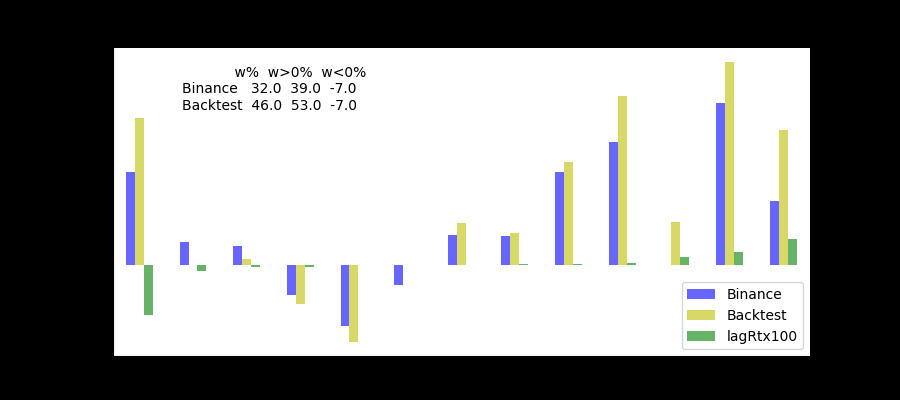 w% w>0% w<0%
Binance 32.0 39.0 -7.0
Backtest 46.0 53.0 -7.0
Binance
Backtest
lagRtx100